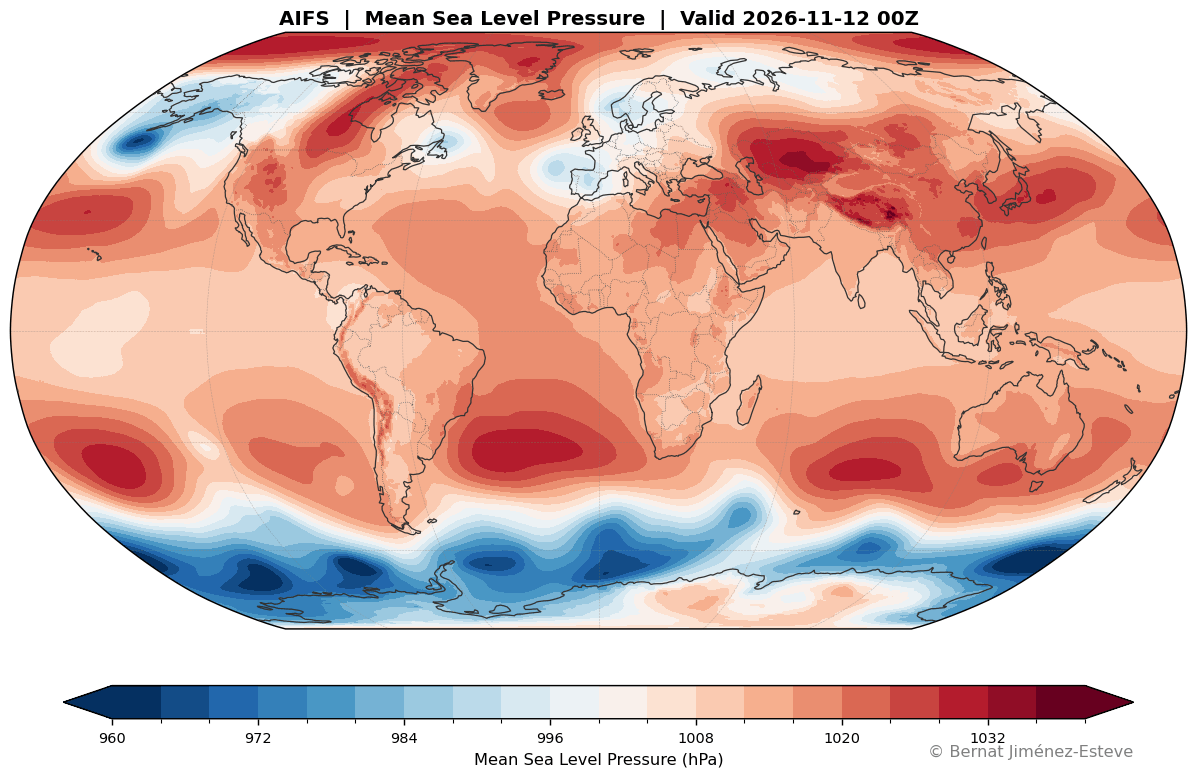 AIFS | Mean Sea Level Pressure | Valid 2026-11-12 00Z
960 972 984 996 1008 1020 1032
Mean Sea Level Pressure (hPa)
© Bernat Jiménez-Esteve